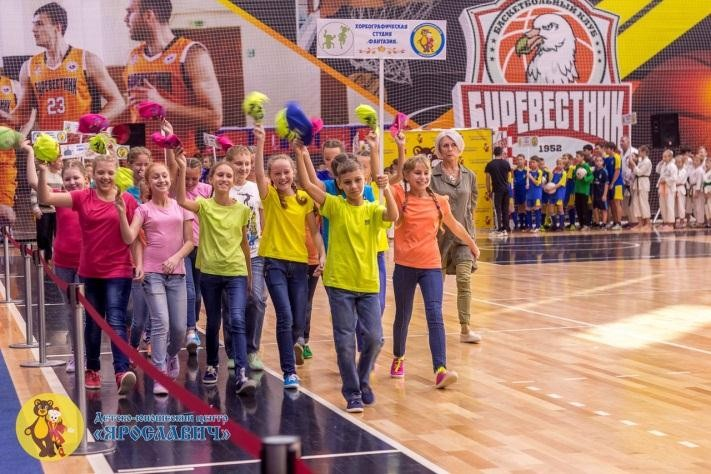 ХОРЕОГРАФИЧЕСКАЯ
СТУДИЯ
«ФАНТАЗИЯ»
БАСКЕТБОЛЬНЫЙ КЛУБ
БУРЕВЕСТНИК
1952
23
Детско-юношеский центр
«ЯРОСЛАВИЧ»